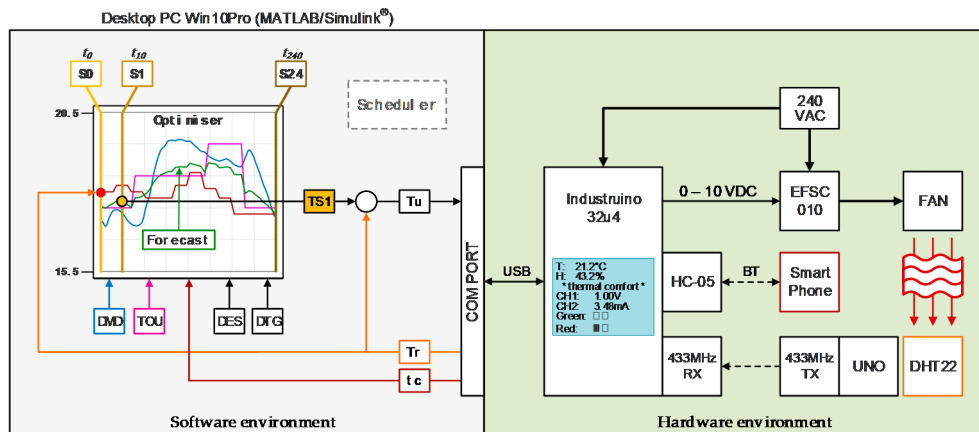 Desktop PC Win10Pro (MATLAB/Simulink®)
t0 t10 t240
S0 S1 S24
20.5
Optimiser
Scheduler
Forecast
15.5
TS1
Tu
DMD TOU DES DTG
Tr
tc
Software environment
COM PORT
USB
240
VAC
Industruino
32u4
0 – 10 VDC
EFSC
010
FAN
T: 21.2°C
H: 43.2%
* thermal comfort *
CH1: 1.00V
CH2: 3.48mA
Green:
Red:
HC-05
BT
Smart
Phone
433MHz
RX
433MHz
TX
UNO
DHT22
Hardware environment